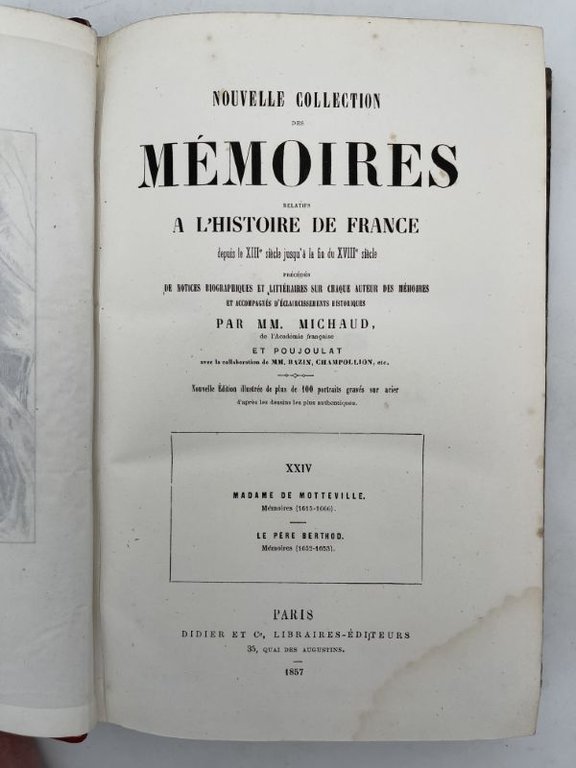 NOUVELLE COLLECTION
DES
MÉMOIRES
RELATIFS
A L'HISTOIRE DE FRANCE
depuis le XIIIe siècle jusqu'à la fin du XVIIIe siècle
PRÉCÉDÉS
DE NOTICES BIOGRAPHIQUES ET LITTÉRAIRES SUR CHAQUE AUTEUR DES MÉMOIRES
ET ACCOMPAGNÉS D'ÉCLAIRCISSEMENTS HISTORIQUES
PAR MM. MICHAUD,
de l'Académie française
ET POUJOULAT
avec la collaboration de MM. BAZIN, CHAMPOLLION, etc.
Nouvelle Édition illustrée de plus de 100 portraits gravés sur acier
d'après les dessins les plus authentiques.
XXIV
MADAME DE MOTTEVILLE.
Mémoires (1615-1666).
LE PÈRE BERTHOD.
Mémoires (1652-1653).
PARIS
DIDIER ET Ce, LIBRAIRES-ÉDITEURS
35, QUAI DES AUGUSTINS.
1857